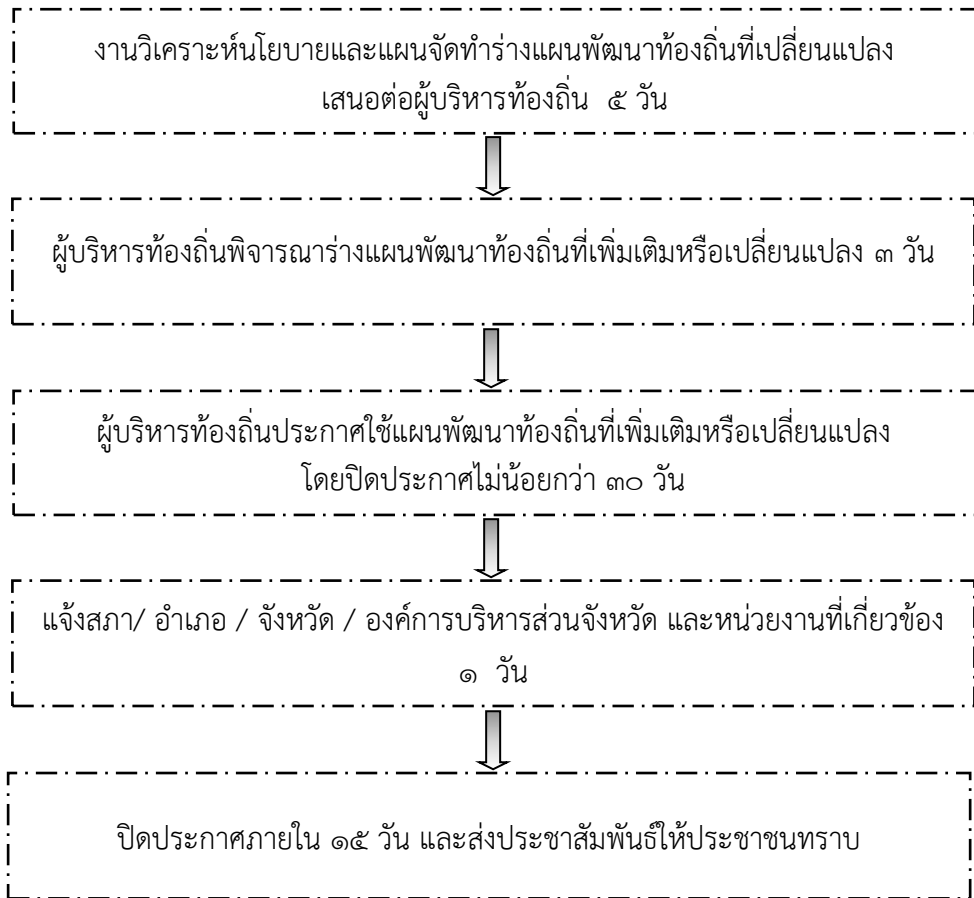 งานวิเคราะห์นโยบายและแผนจัดทำร่างแผนพัฒนาท้องถิ่นที่เปลี่ยนแปลง
เสนอต่อผู้บริหารท้องถิ่น ๕ วัน
ผู้บริหารท้องถิ่นพิจารณาร่างแผนพัฒนาท้องถิ่นที่เพิ่มเติมหรือเปลี่ยนแปลง ๓ วัน
ผู้บริหารท้องถิ่นประกาศใช้แผนพัฒนาท้องถิ่นที่เพิ่มเติมหรือเปลี่ยนแปลง
โดยปิดประกาศไม่น้อยกว่า ๓๐ วัน
แจ้งสภา/ อำเภอ / จังหวัด / องค์การบริหารส่วนจังหวัด และหน่วยงานที่เกี่ยวข้อง
๑ วัน
ปิดประกาศภายใน ๑๕ วัน และส่งประชาสัมพันธ์ให้ประชาชนทราบ